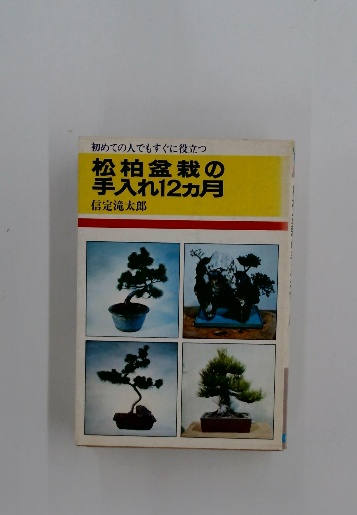 初めての人でもすぐに役立つ
松柏盆栽の
手入れ12ヵ月
信定滝太郎